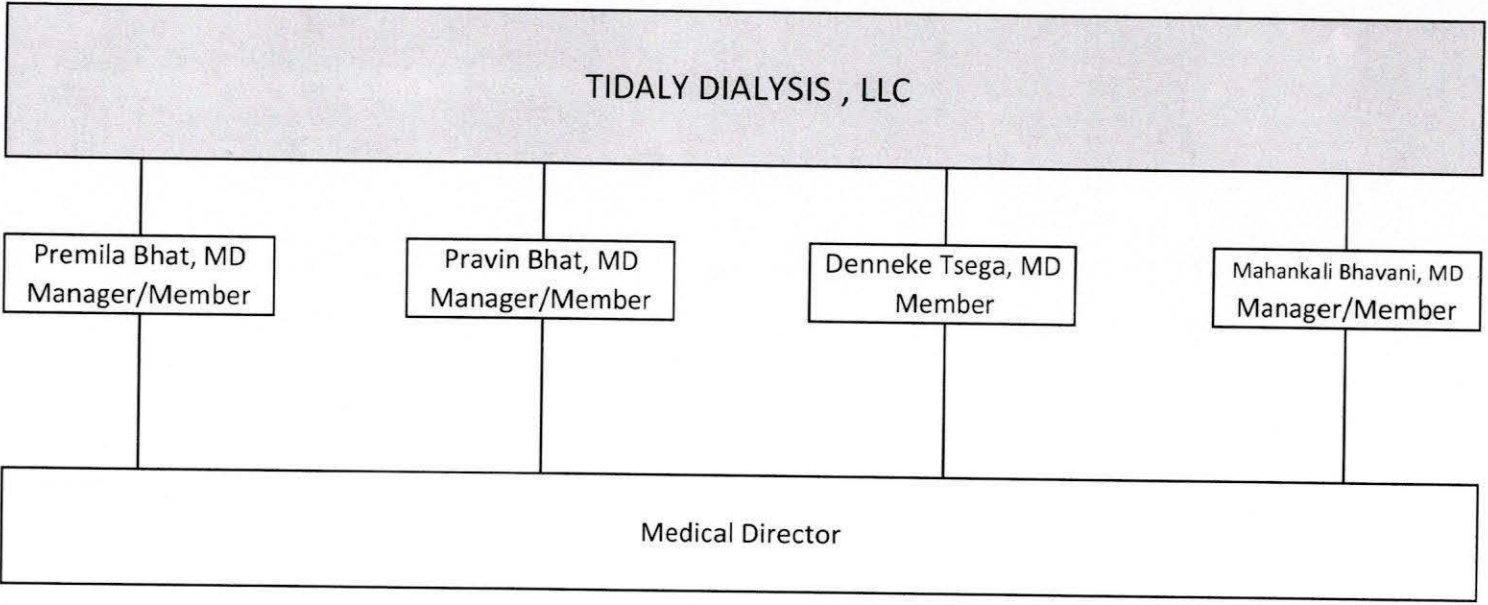 TIDALY DIALYSIS , LLC
Premila Bhat, MD
Manager/Member
Pravin Bhat, MD
Manager/Member
Denneke Tsega, MD
Member
Mahankali Bhavani, MD
Manager/Member
Medical Director